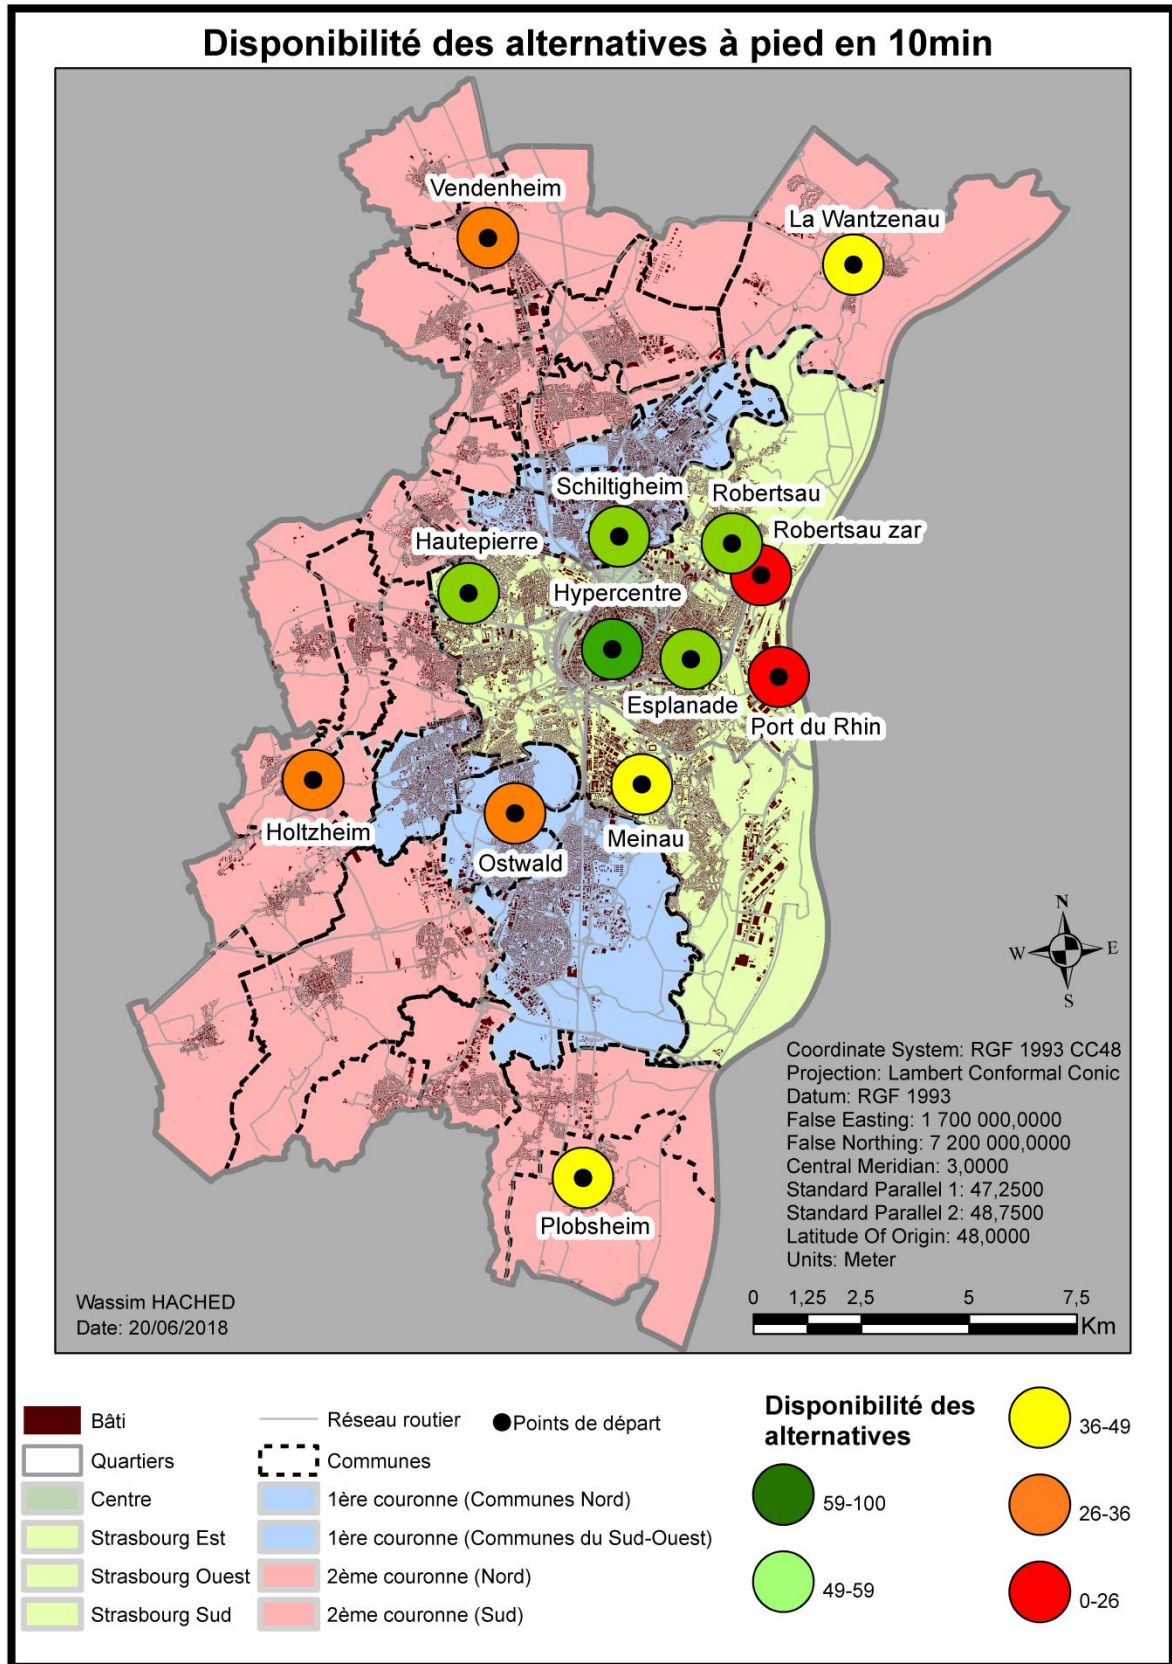 Disponibilité des alternatives à pied en 10min
Vendenheim
La Wantzenau
Schiltigheim
Robertsau
Hautepierre
Robertsau zar
Hypercentre
Esplanade
Port du Rhin
Holtzheim
Ostwald
Meinau
Plobsheim
N
W
E
S
Coordinate System: RGF 1993 CC48
Projection: Lambert Conformal Conic
Datum: RGF 1993
False Easting: 1 700 000,0000
False Northing: 7 200 000,0000
Central Meridian: 3,0000
Standard Parallel 1: 47,2500
Standard Parallel 2: 48,7500
Latitude Of Origin: 48,0000
Units: Meter
Wassim HACHED
Date: 20/06/2018
0 1,25 2,5 5 7,5
Km
Bâti
Quartiers
Centre
Strasbourg Est
Strasbourg Ouest
Strasbourg Sud
Réseau routier
Points de départ
Communes
1ère couronne (Communes Nord)
1ère couronne (Communes du Sud-Ouest)
2ème couronne (Nord)
2ème couronne (Sud)
Disponibilité des
alternatives
59-100
49-59
36-49
26-36
0-26